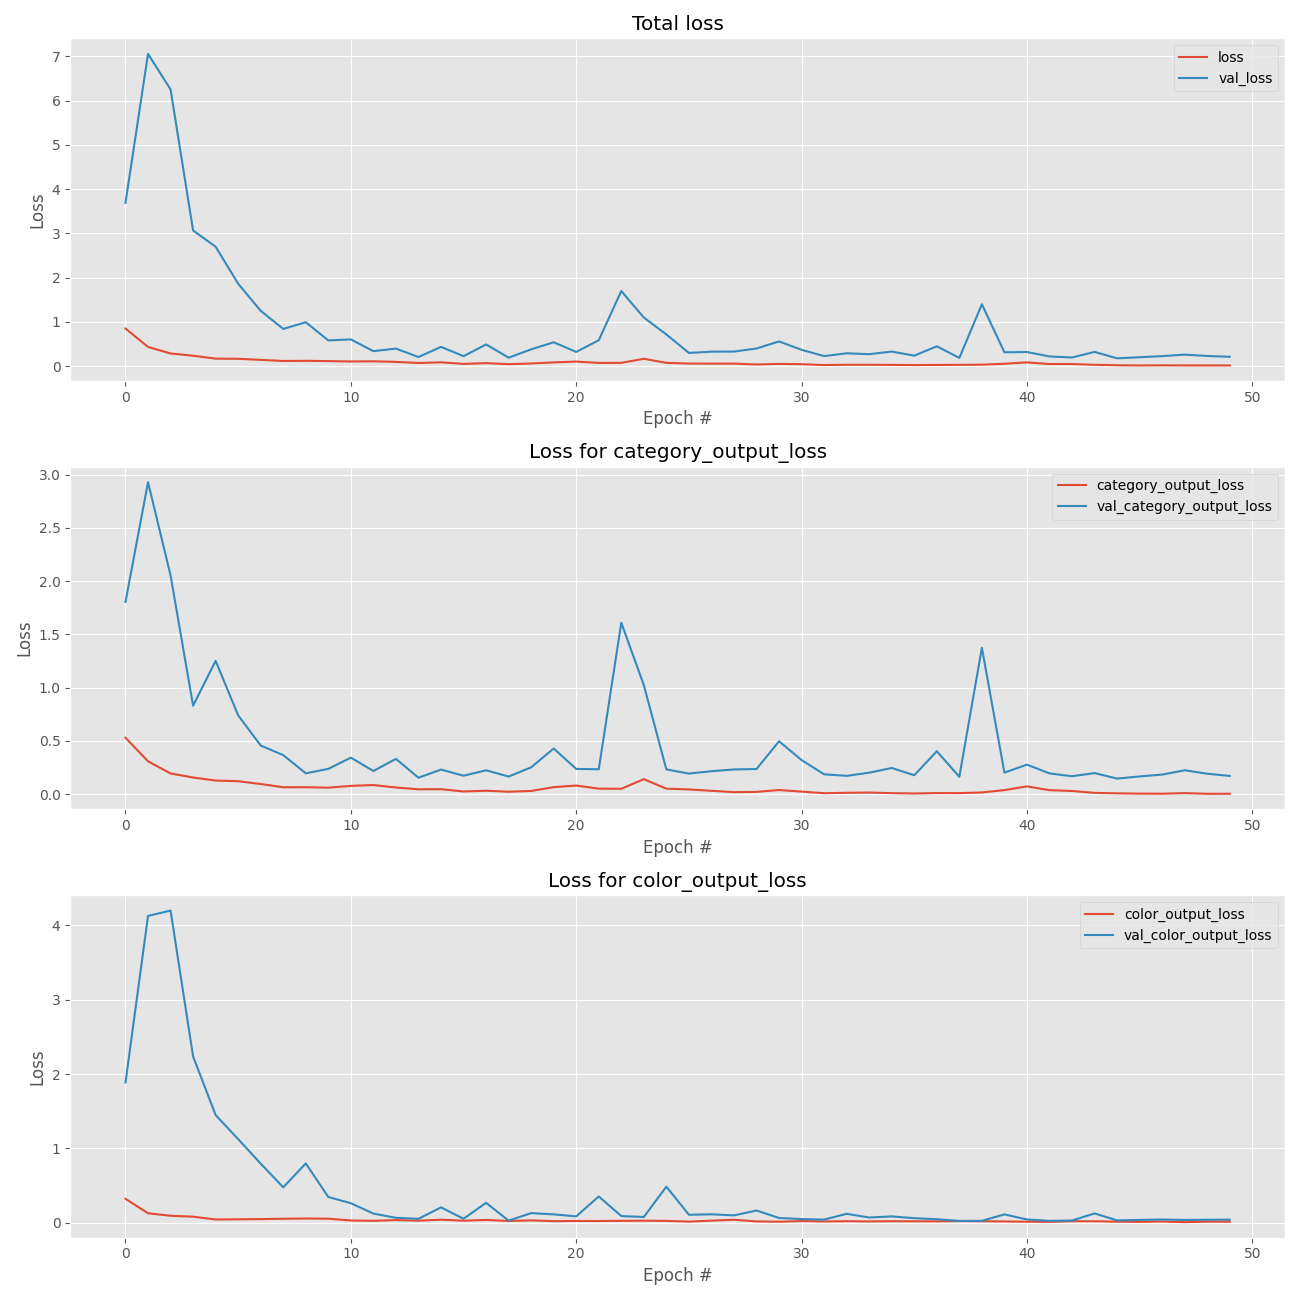 Total loss
loss
val_loss
7
6
5
4
3
2
1
0
Loss
0 10 20 30 40 50
Epoch #
Loss for category_output_loss
category_output_loss
val_category_output_loss
3.0
2.5
2.0
1.5
1.0
0.5
0.0
Loss
0 10 20 30 40 50
Epoch #
Loss for color_output_loss
color_output_loss
val_color_output_loss
4
3
2
1
0
Loss
0 10 20 30 40 50
Epoch #